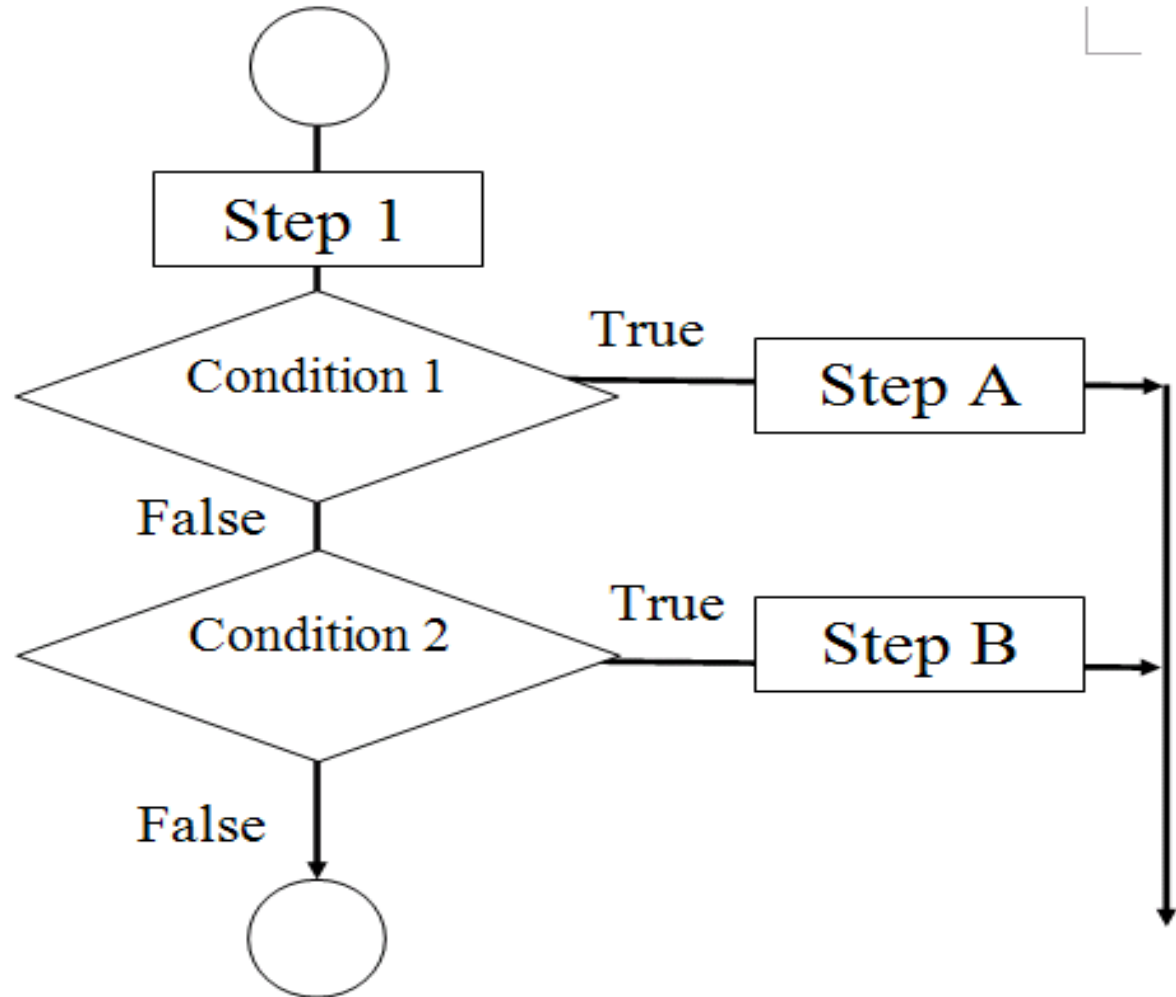 Step 1
True
Condition 1
Step A
False
True
Condition 2
Step B
False